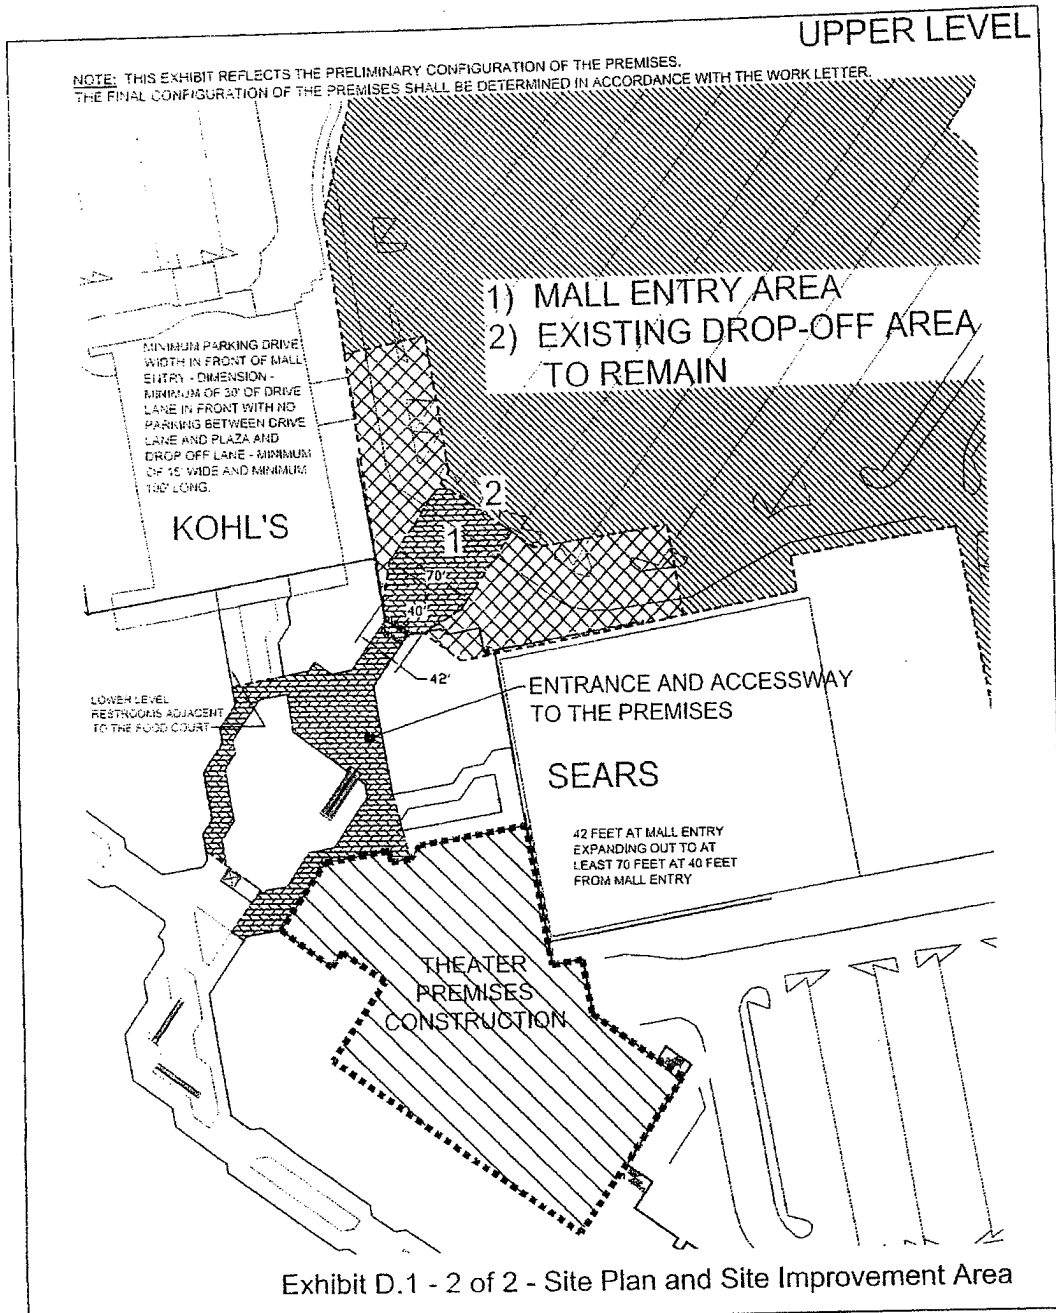 UPPER LEVEL
NOTE: THIS EXHIBIT REFLECTS THE PRELIMINARY CONFIGURATION OF THE PREMISES.
THE FINAL CONFIGURATION OF THE PREMISES SHALL BE DETERMINED IN ACCORDANCE WITH THE WORK LETTER.
1) MALL ENTRY AREA
2) EXISTING DROP-OFF AREA
TO REMAIN
MINIMUM PARKING DRIVE
WIDTH IN FRONT OF MALL
ENTRY - DIMENSION -
MINIMUM OF 30' OF DRIVE
LANE IN FRONT WITH NO
PARKING BETWEEN DRIVE
LANE AND PLAZA AND
DROP OFF LANE - MINIMUM
OF 15' WIDE AND MINIMUM
100' LONG.
KOHL'S
2
1
70'
40'
42'
LOWER LEVEL
RESTROOMS ADJACENT
TO THE FOOD COURT
ENTRANCE AND ACCESSWAY
TO THE PREMISES
SEARS
42 FEET AT MALL ENTRY
EXPANDING OUT TO AT
LEAST 70 FEET AT 40 FEET
FROM MALL ENTRY
THEATER
PREMISES
CONSTRUCTION
Exhibit D.1 - 2 of 2 - Site Plan and Site Improvement Area